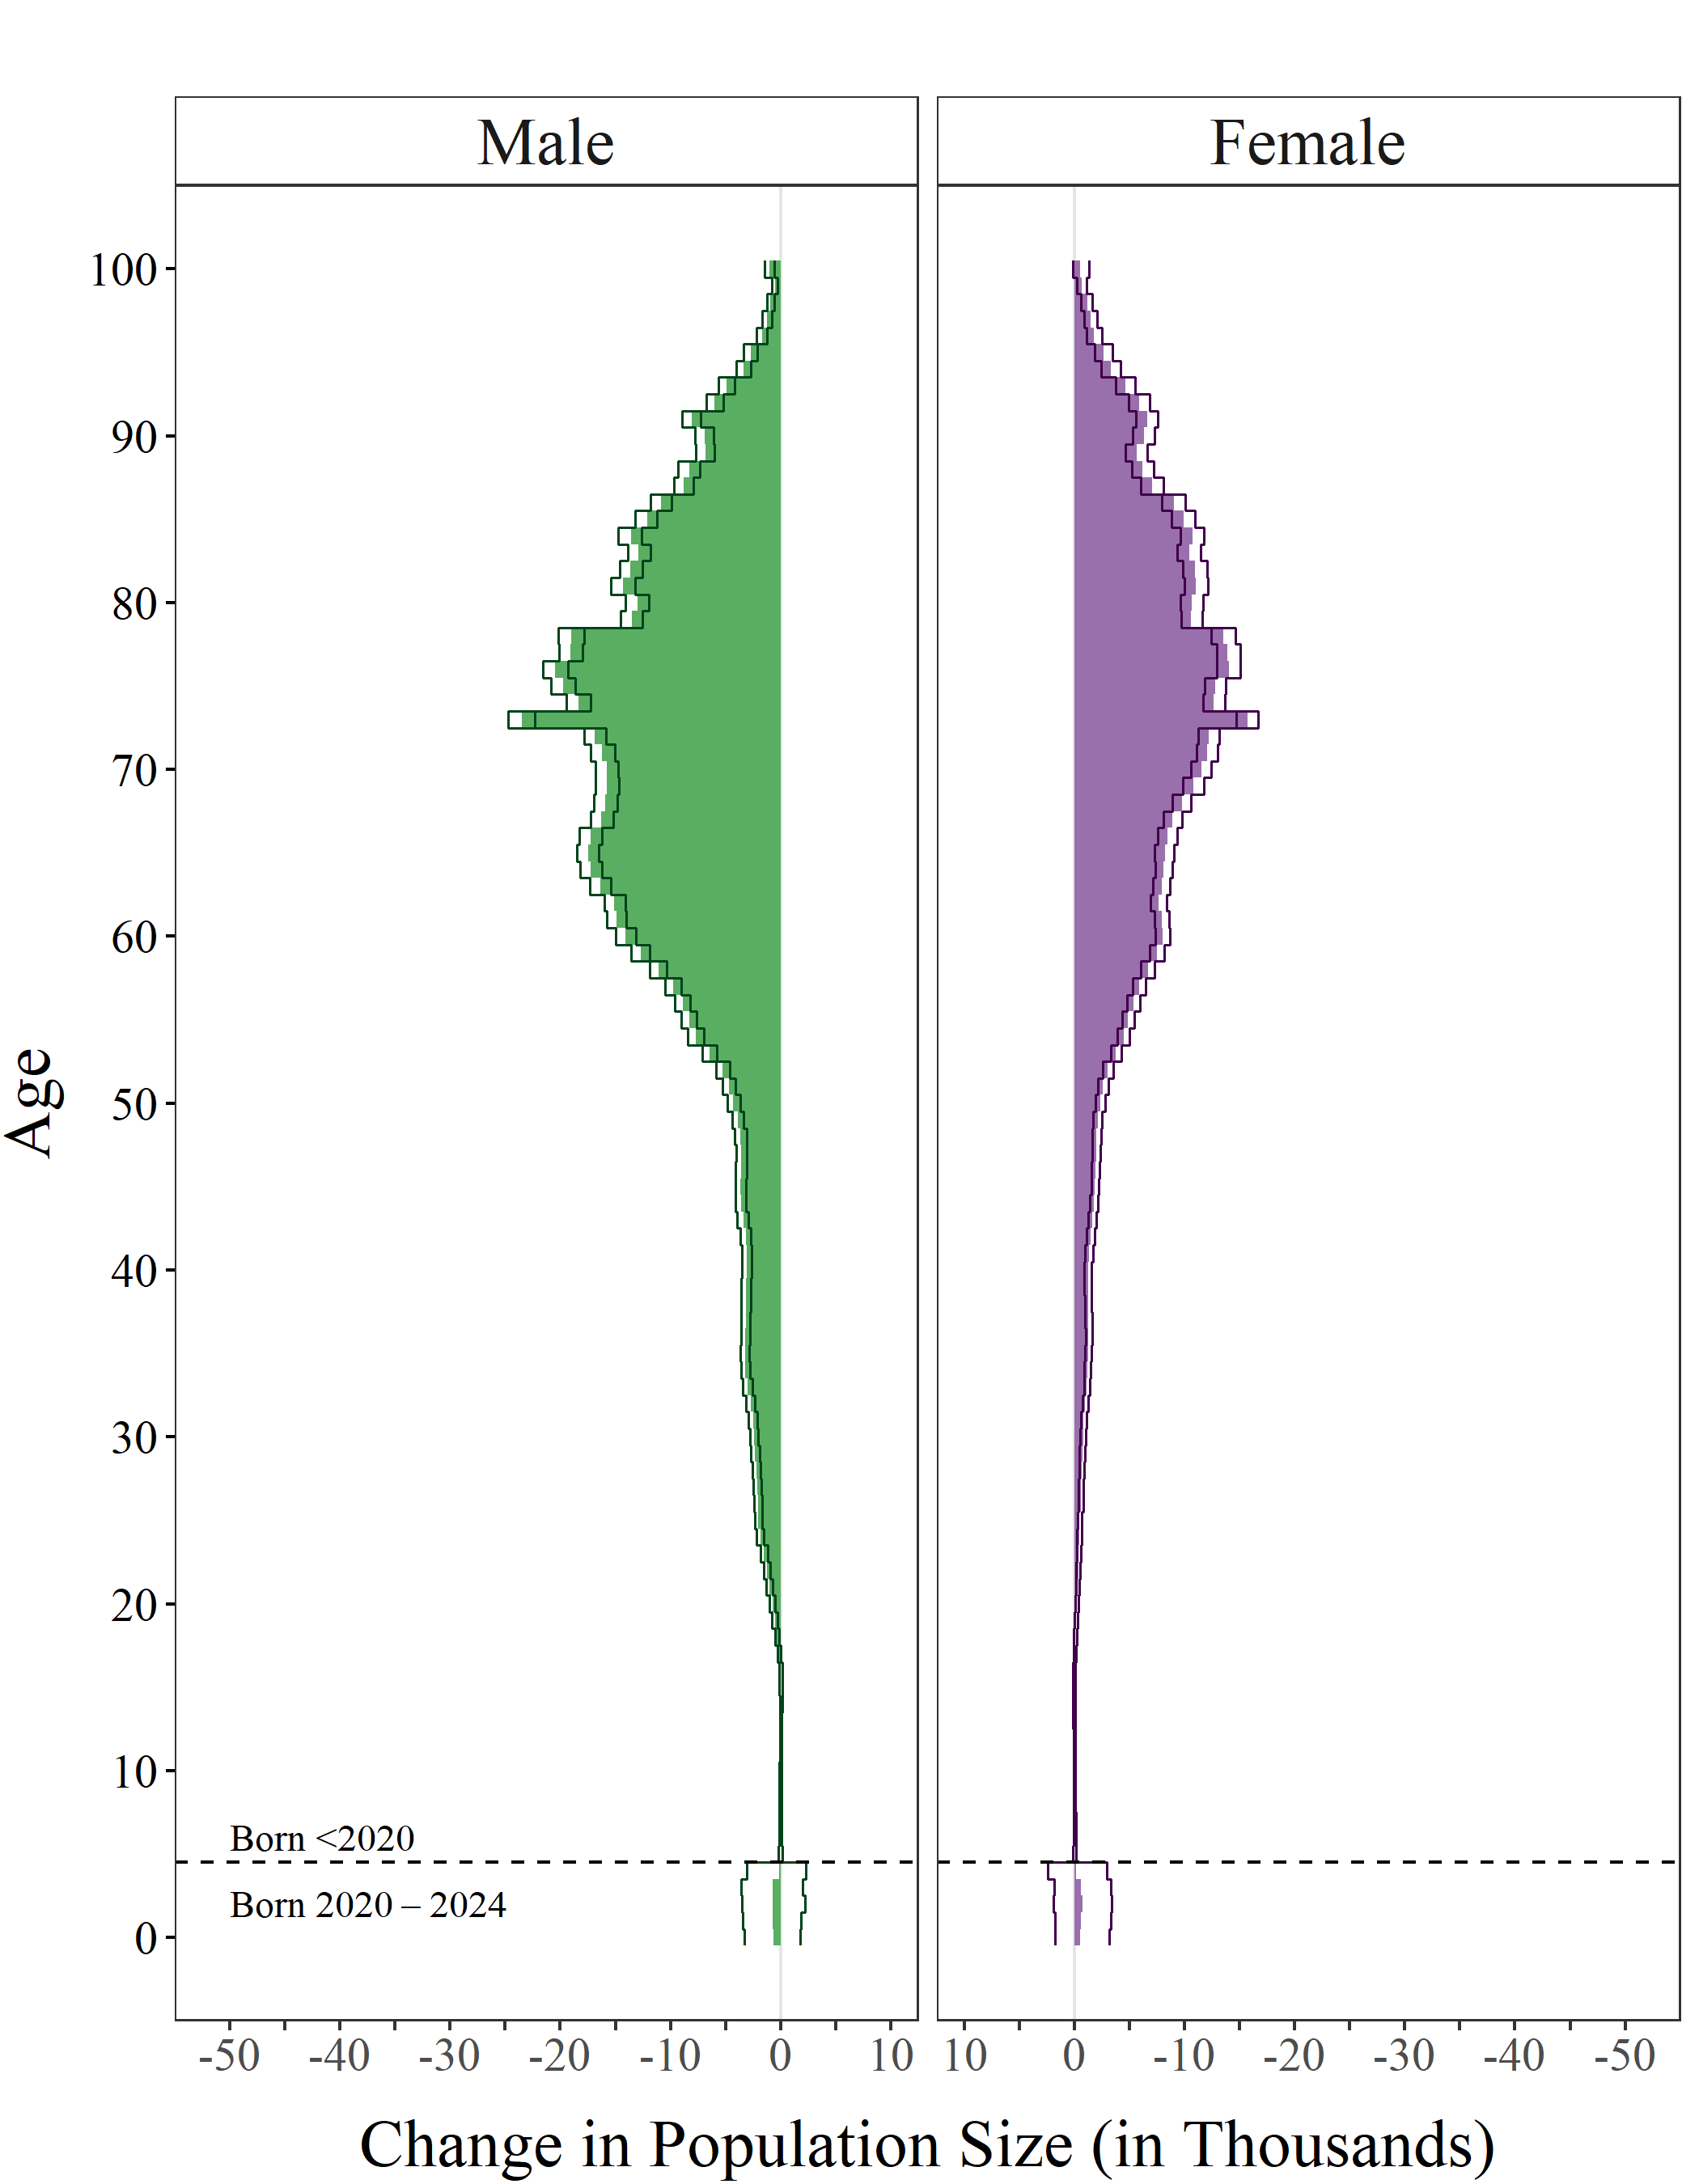 Male Female
100
90
80
70
60
50
40
30
20
10
0
Age
Born <2020
Born 2020 – 2024
-50 -40 -30 -20 -10 0 10 10 0 -10 -20 -30 -40 -50
Change in Population Size (in Thousands)